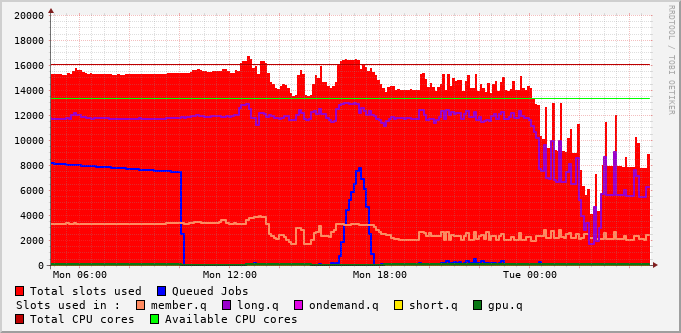 20000
18000
16000
14000
12000
10000
8000
6000
4000
2000
0
Mon 06:00 Mon 12:00 Mon 18:00 Tue 00:00
RRDTOOL / TOBI OETIKER
Total slots used Queued Jobs
Slots used in : member.q long.q ondemand.q short.q gpu.q
Total CPU cores Available CPU cores